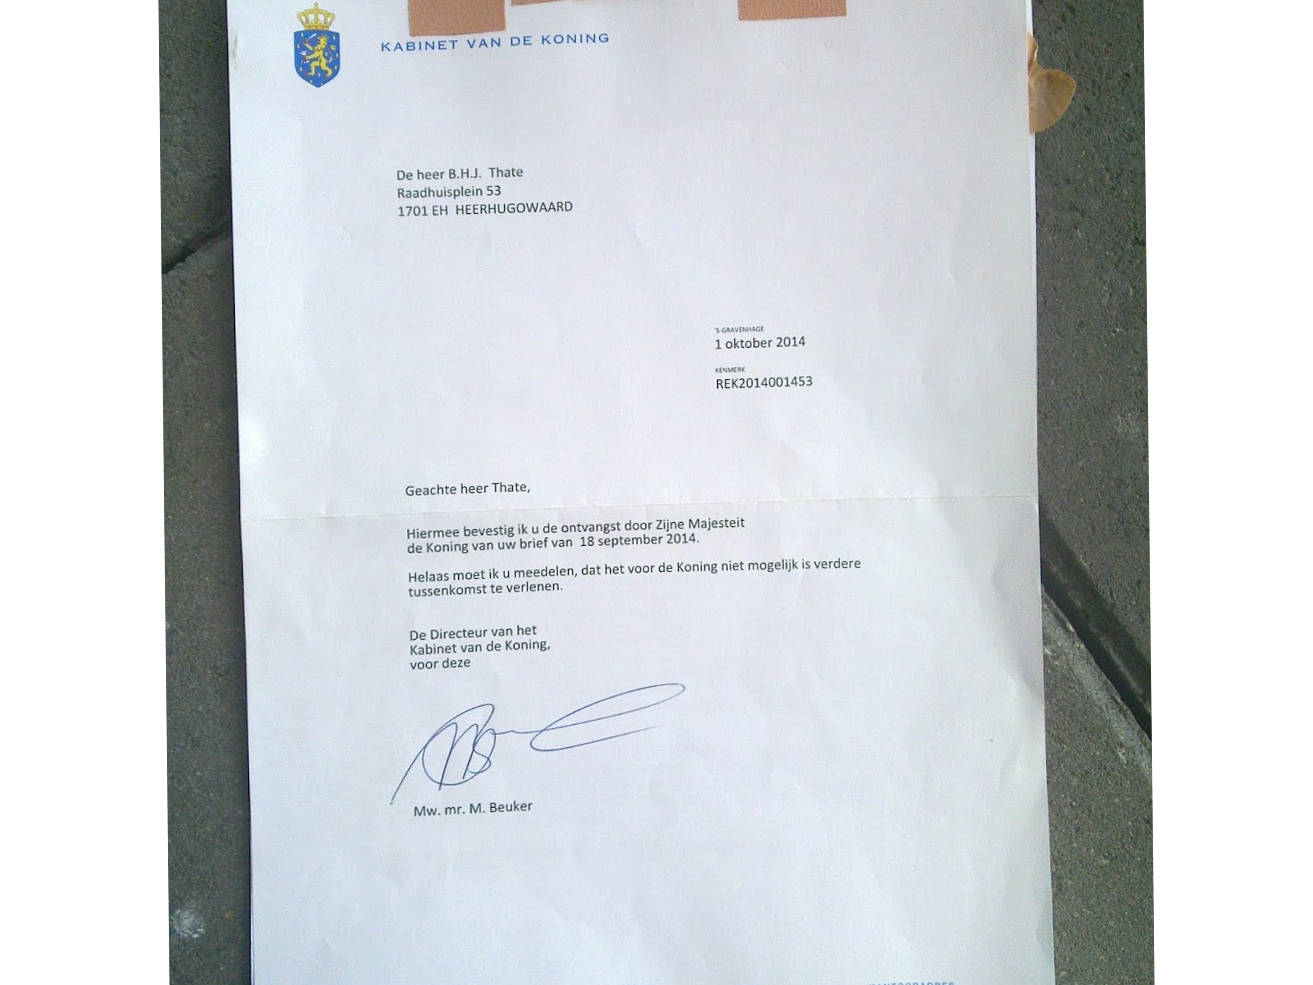 KABINET VAN DE KONING
De heer B.H.J. Thate
Raadhuisplein 53
1701 EH HEERHUGOWAARD
'S-GRAVENHAGE
1 oktober 2014
KENMERK
REK2014001453
Geachte heer Thate,
Hiermee bevestig ik u de ontvangst door Zijne Majesteit
de Koning van uw brief van 18 september 2014.
Helaas moet ik u meedelen, dat het voor de Koning niet mogelijk is verdere
tussenkomst te verlenen.
De Directeur van het
Kabinet van de Koning,
voor deze
Mw. mr. M. Beuker